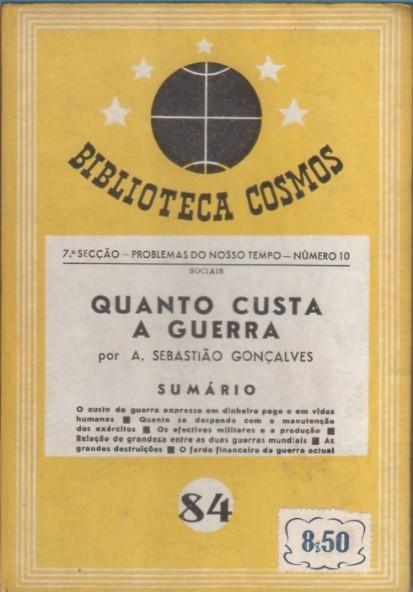 BIBLIOTECA COSMOS
7.ª SECÇÃO — PROBLEMAS DO NOSSO TEMPO — NÚMERO 10
SOCIAIS
QUANTO CUSTA
A GUERRA
por A. SEBASTIÃO GONÇALVES
SUMÁRIO
O custo da guerra expresso em dinheiro pago e em vidas
humanas ■ Quanto se despende com a manutenção
dos exércitos ■ Os efectivos militares e a produção ■
Relação de grandeza entre as duas guerras mundiais ■ As
grandes destruições ■ O fardo financeiro da guerra actual
84
8$50